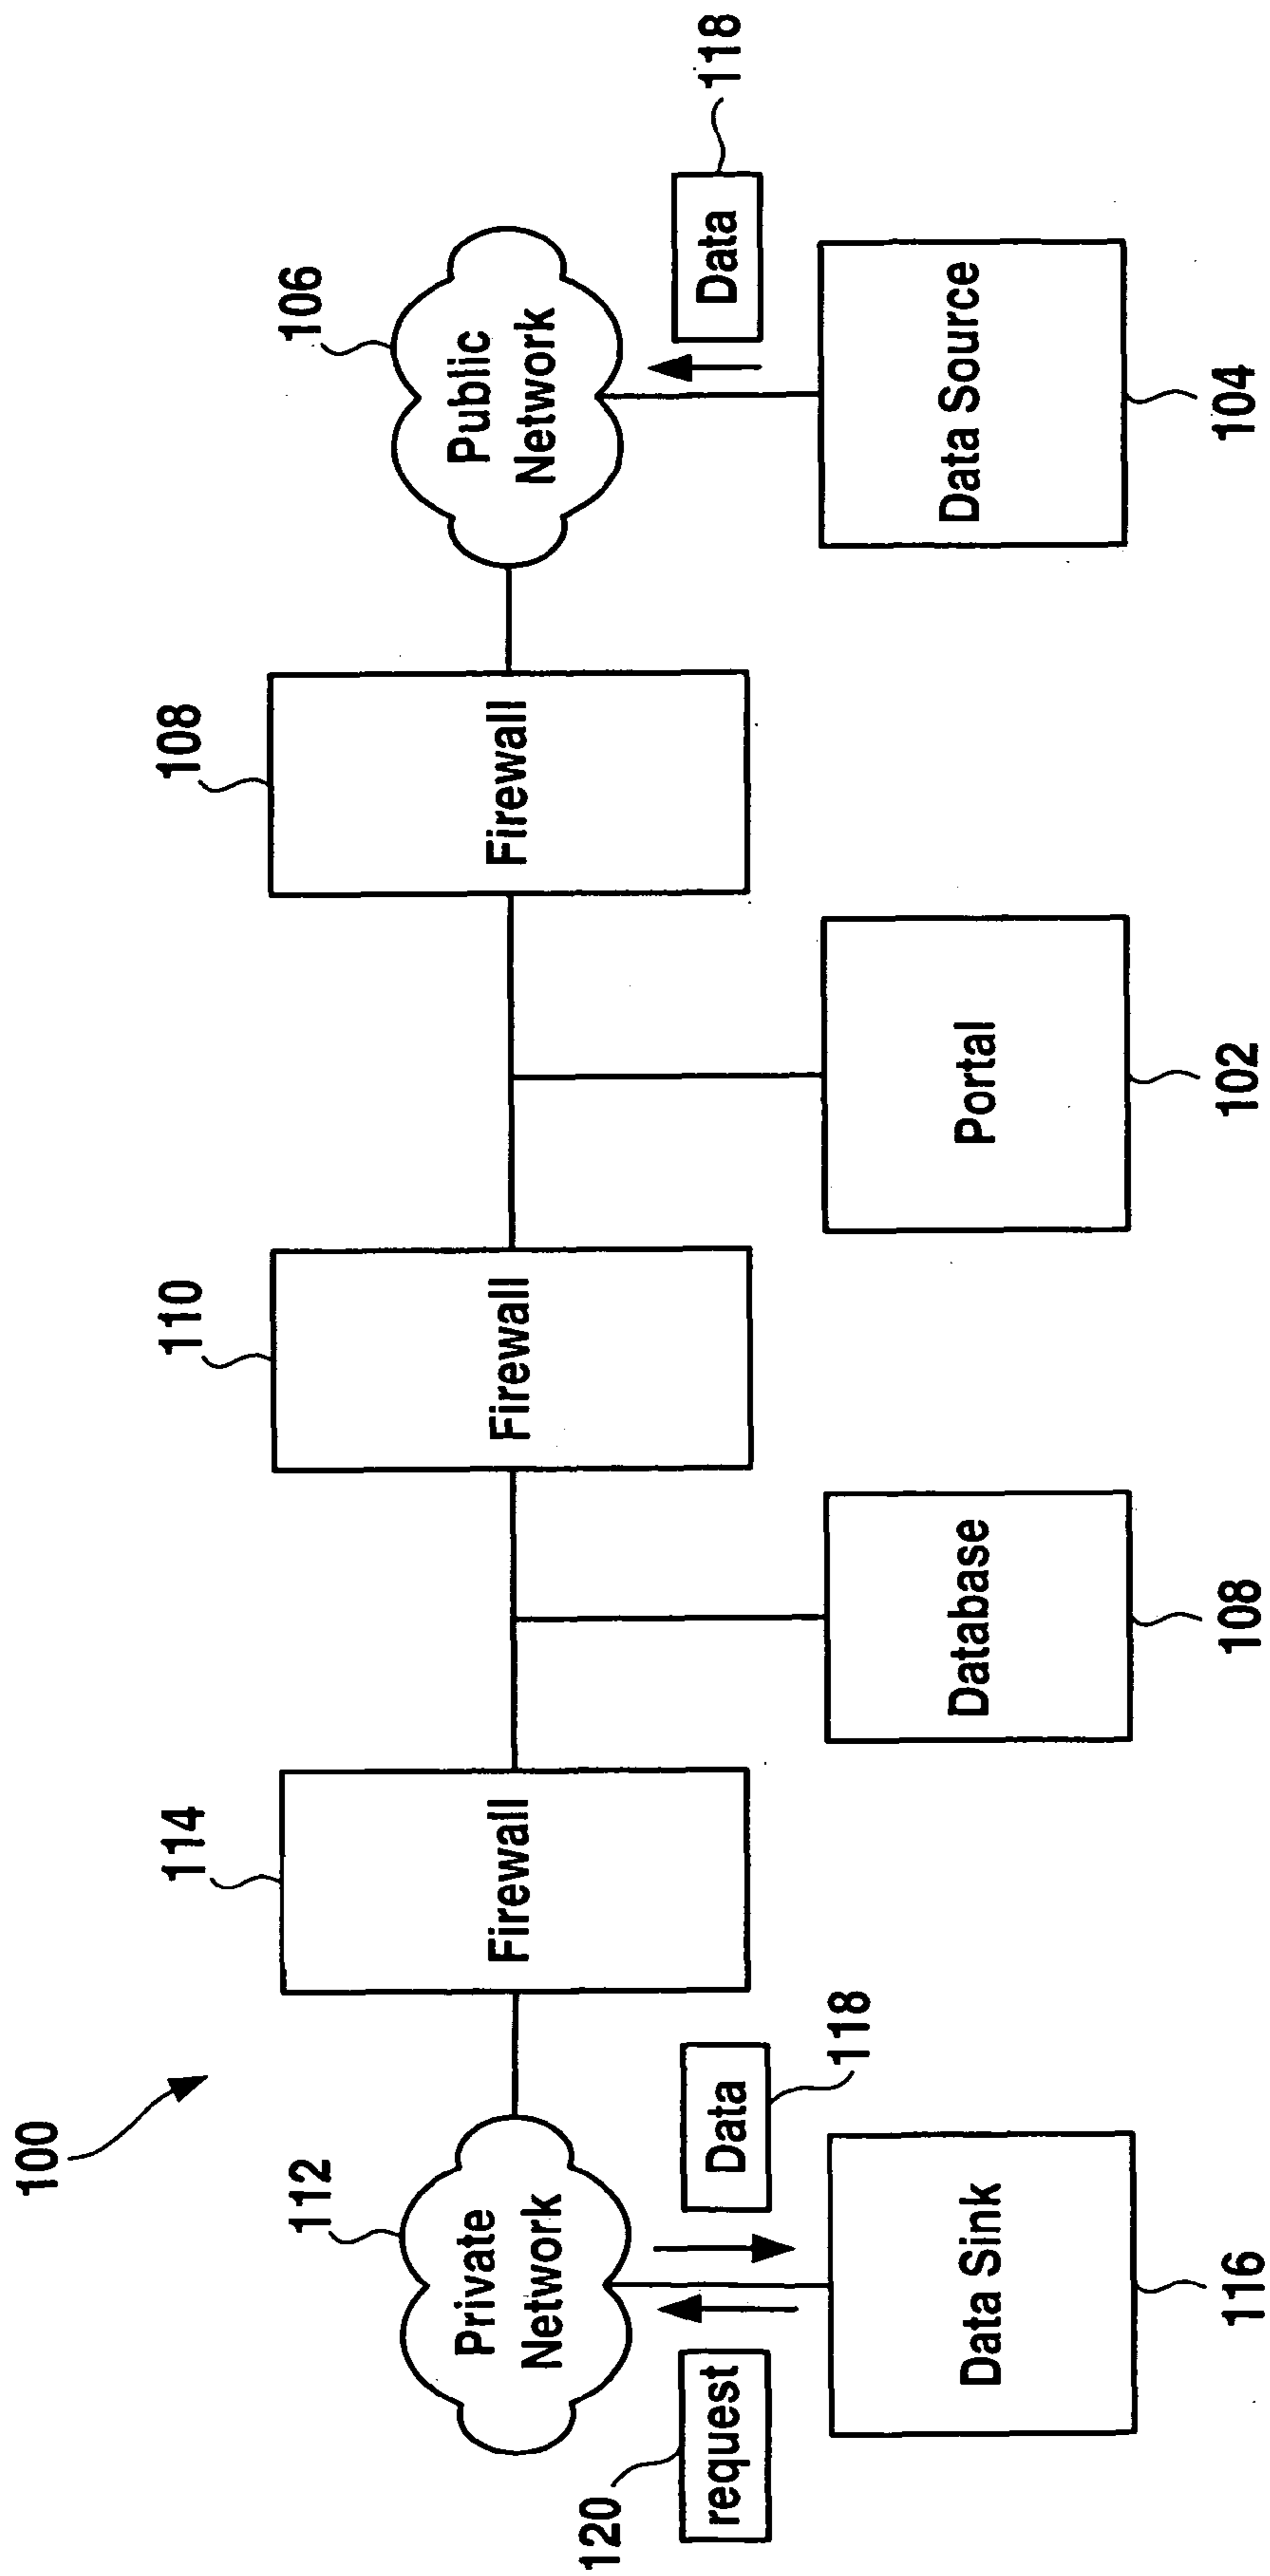 100
112
Private
Network
114
Firewall
110
Firewall
108
Firewall
106
Public
Network
120
request
Data
118
Data
118
Data Sink
116
Database
108
Portal
102
Data Source
104